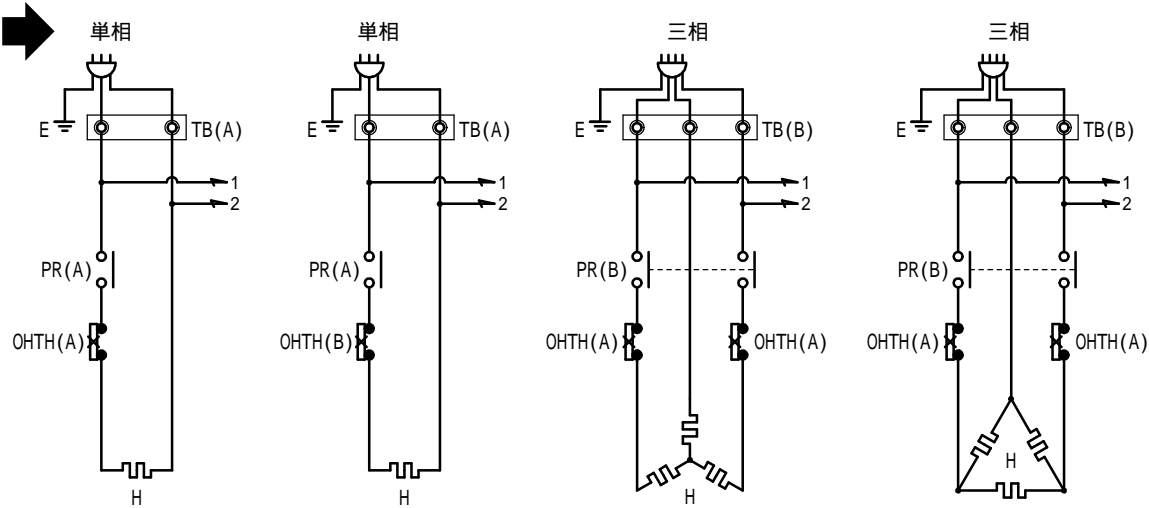 単相 単相 三相 三相
E TB(A) E TB(A) E TB(B) E TB(B)
1 1 1 1
2 2 2 2
PR(A) PR(A) PR(B) PR(B)
OHTH(A) OHTH(B) OHTH(A) OHTH(A) OHTH(A) OHTH(A)
H
H H H